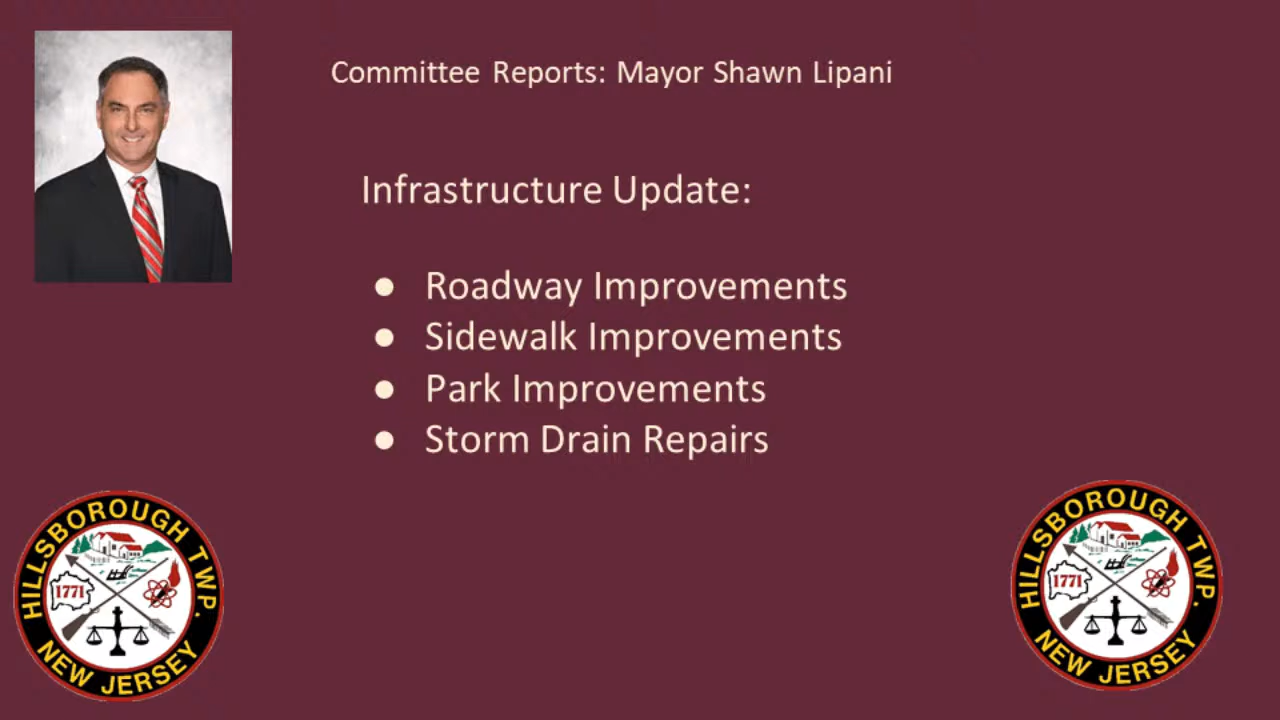 Committee Reports: Mayor Shawn Lipani
Infrastructure Update:
● Roadway Improvements
● Sidewalk Improvements
● Park Improvements
● Storm Drain Repairs
HILLSBOROUGH TWP.
1771
NEW JERSEY
HILLSBOROUGH TWP.
1771
NEW JERSEY